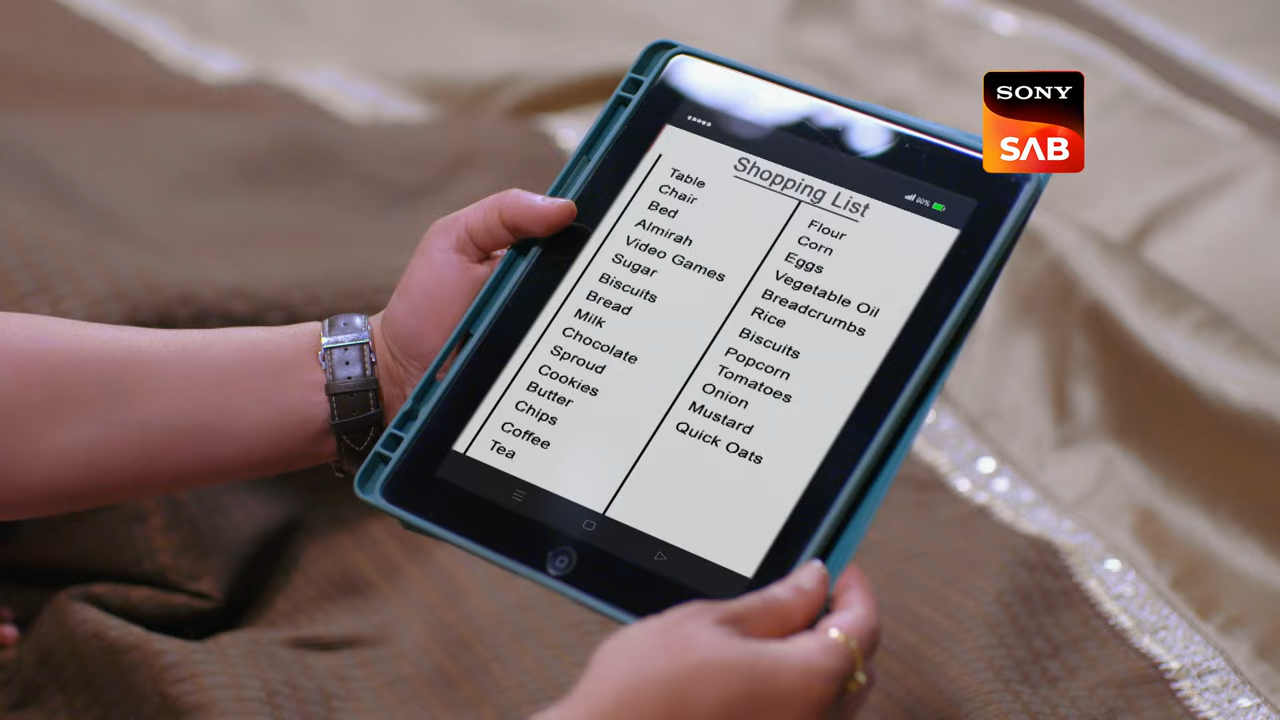 SONY
SAB
60%
Shopping List
Table
Chair
Bed
Almirah
Video Games
Sugar
Biscuits
Bread
Milk
Chocolate
Sproud
Cookies
Butter
Chips
Coffee
Tea
Flour
Corn
Eggs
Vegetable Oil
Breadcrumbs
Rice
Biscuits
Popcorn
Tomatoes
Onion
Mustard
Quick Oats